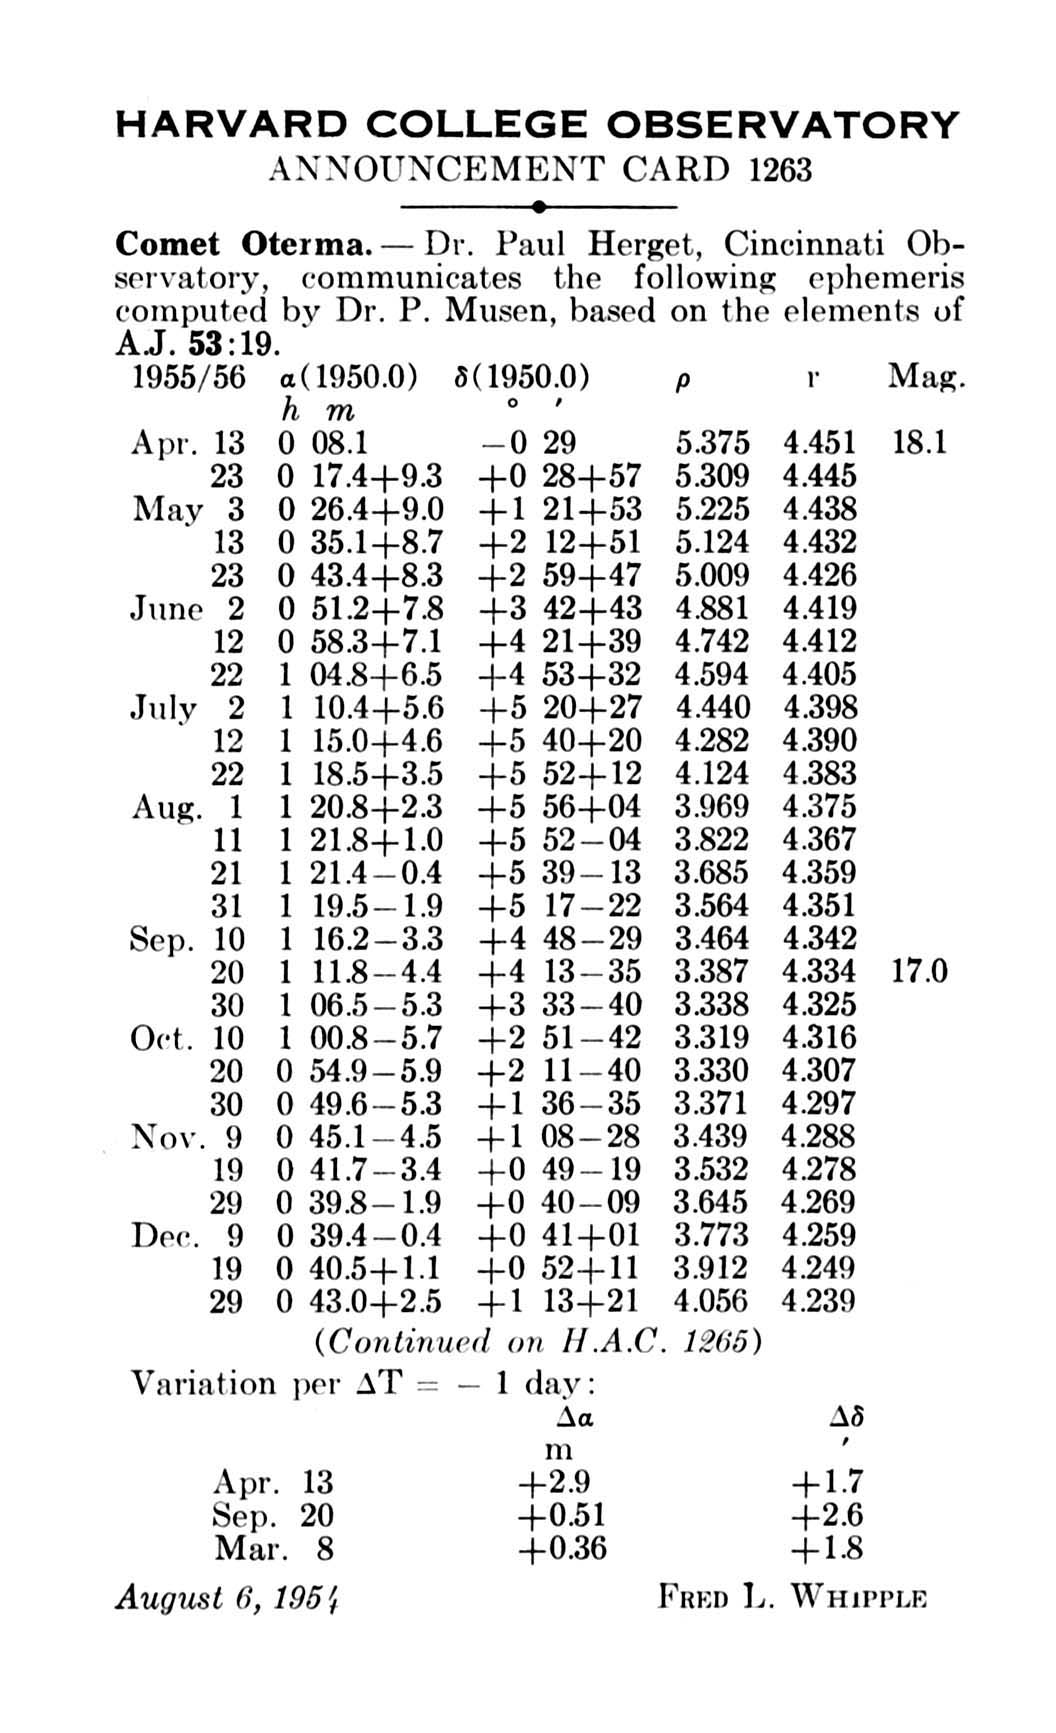 HARVARD COLLEGE OBSERVATORY
ANNOUNCEMENT CARD 1263
Comet Oterma. — Dr. Paul Herget, Cincinnati Ob-
servatory, communicates the following ephemeris
computed by Dr. P. Musen, based on the elements of
A.J. 53:19.
1955/56 α(1950.0) δ(1950.0) ρ r Mag.
h m ° ′
Apr. 13 0 08.1 −0 29 5.375 4.451 18.1
23 0 17.4+9.3 +0 28+57 5.309 4.445
May 3 0 26.4+9.0 +1 21+53 5.225 4.438
13 0 35.1+8.7 +2 12+51 5.124 4.432
23 0 43.4+8.3 +2 59+47 5.009 4.426
June 2 0 51.2+7.8 +3 42+43 4.881 4.419
12 0 58.3+7.1 +4 21+39 4.742 4.412
22 1 04.8+6.5 +4 53+32 4.594 4.405
July 2 1 10.4+5.6 +5 20+27 4.440 4.398
12 1 15.0+4.6 +5 40+20 4.282 4.390
22 1 18.5+3.5 +5 52+12 4.124 4.383
Aug. 1 1 20.8+2.3 +5 56+04 3.969 4.375
11 1 21.8+1.0 +5 52−04 3.822 4.367
21 1 21.4−0.4 +5 39−13 3.685 4.359
31 1 19.5−1.9 +5 17−22 3.564 4.351
Sep. 10 1 16.2−3.3 +4 48−29 3.464 4.342
20 1 11.8−4.4 +4 13−35 3.387 4.334 17.0
30 1 06.5−5.3 +3 33−40 3.338 4.325
Oct. 10 1 00.8−5.7 +2 51−42 3.319 4.316
20 0 54.9−5.9 +2 11−40 3.330 4.307
30 0 49.6−5.3 +1 36−35 3.371 4.297
Nov. 9 0 45.1−4.5 +1 08−28 3.439 4.288
19 0 41.7−3.4 +0 49−19 3.532 4.278
29 0 39.8−1.9 +0 40−09 3.645 4.269
Dec. 9 0 39.4−0.4 +0 41+01 3.773 4.259
19 0 40.5+1.1 +0 52+11 3.912 4.249
29 0 43.0+2.5 +1 13+21 4.056 4.239
(Continued on H.A.C. 1265)
Variation per ΔT = − 1 day:
Δα Δδ
m ′
Apr. 13 +2.9 +1.7
Sep. 20 +0.51 +2.6
Mar. 8 +0.36 +1.8
August 6, 1954 FRED L. WHIPPLE